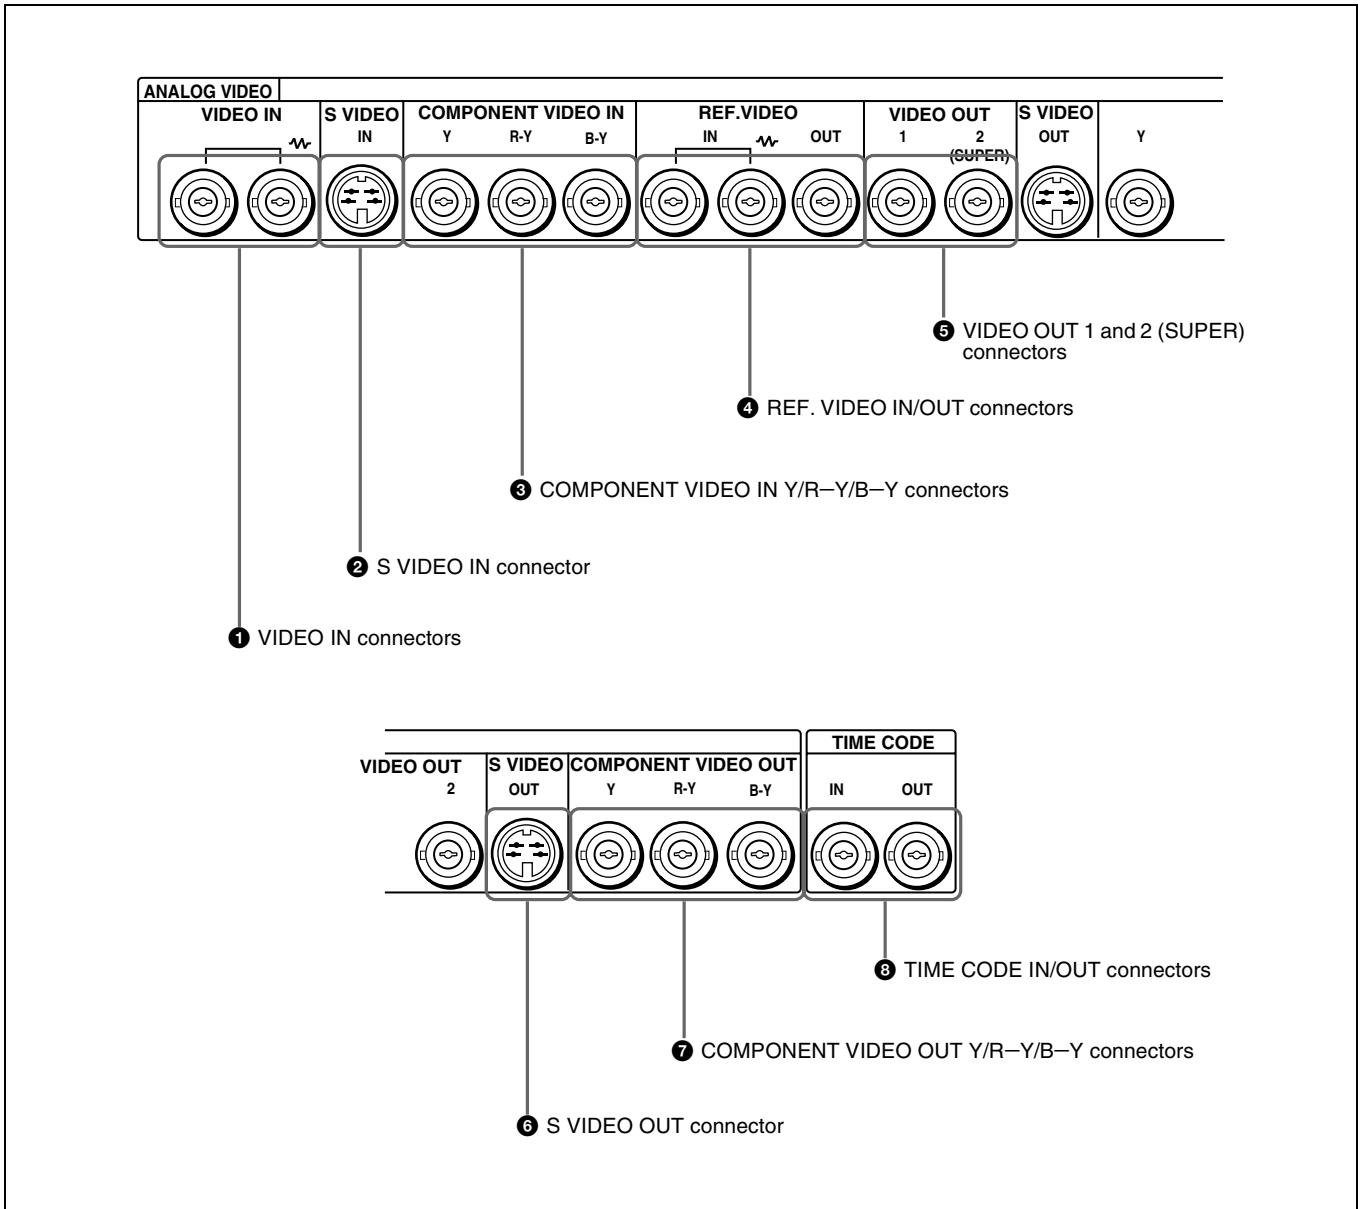 ANALOG VIDEO
VIDEO IN
S VIDEO
IN
COMPONENT VIDEO IN
Y R-Y B-Y
REF.VIDEO
IN OUT
VIDEO OUT
1 2
(SUPER)
S VIDEO
OUT
Y
5 VIDEO OUT 1 and 2 (SUPER)
connectors
4 REF. VIDEO IN/OUT connectors
3 COMPONENT VIDEO IN Y/R−Y/B−Y connectors
2 S VIDEO IN connector
1 VIDEO IN connectors
VIDEO OUT
2
S VIDEO
OUT
COMPONENT VIDEO OUT
Y R-Y B-Y
TIME CODE
IN OUT
8 TIME CODE IN/OUT connectors
7 COMPONENT VIDEO OUT Y/R−Y/B−Y connectors
6 S VIDEO OUT connector